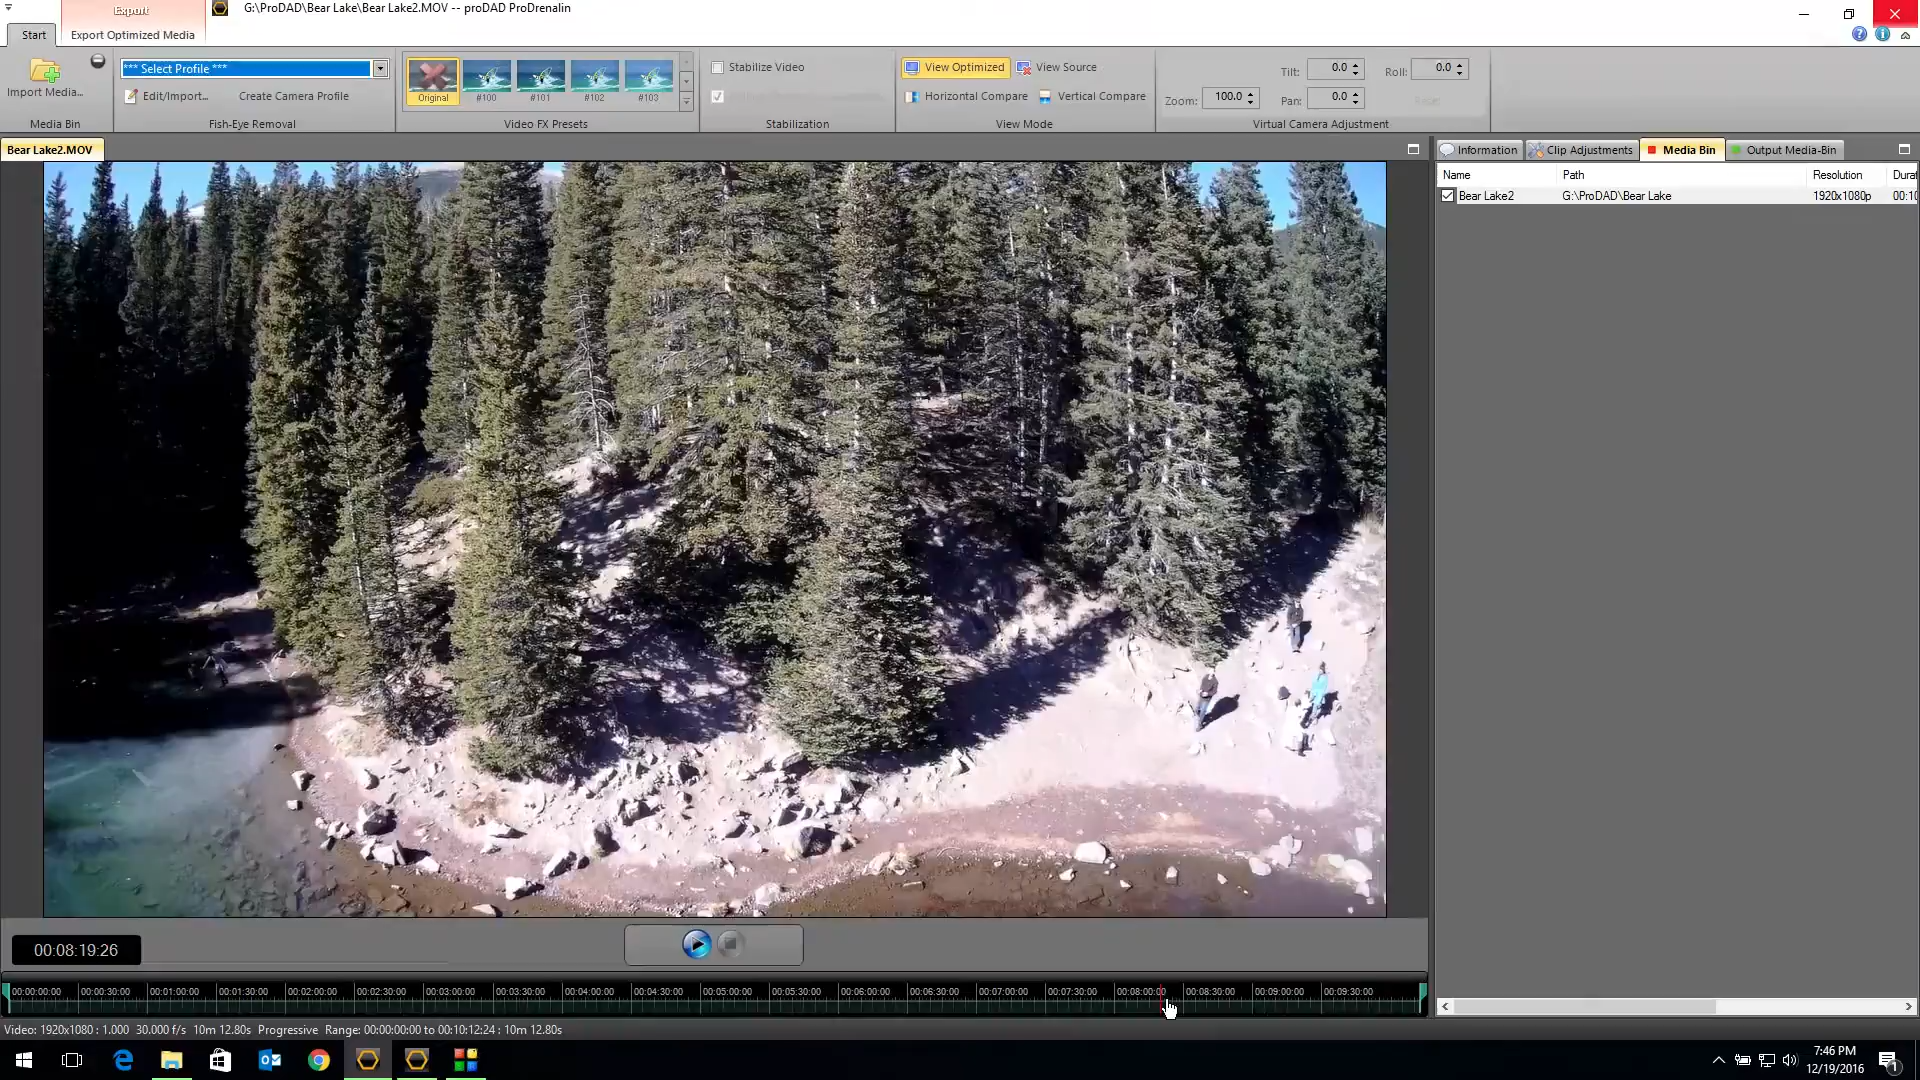 Export
G:\ProDAD\Bear Lake\Bear Lake2.MOV -- proDAD ProDrenalin
Start
Export Optimized Media
*** Select Profile ***
Stabilize Video
View Optimized
View Source
Tilt: 0.0
Roll: 0.0
Import Media...
Edit/Import...
Create Camera Profile
Original
#100
#101
#102
#103
Horizontal Compare
Vertical Compare
Zoom: 100.0
Pan: 0.0
Media Bin
Fish-Eye Removal
Video FX Presets
Stabilization
View Mode
Virtual Camera Adjustment
Bear Lake2.MOV
Information
Clip Adjustments
Media Bin
Output Media-Bin
Name
Path
Resolution
Durat
Bear Lake2
G:\ProDAD\Bear Lake
1920x1080p
00:10
00:08:19:26
00:00:00:00
00:00:30:00
00:01:00:00
00:01:30:00
00:02:00:00
00:02:30:00
00:03:00:00
00:03:30:00
00:04:00:00
00:04:30:00
00:05:00:00
00:05:30:00
00:06:00:00
00:06:30:00
00:07:00:00
00:07:30:00
00:08:00:00
00:08:30:00
00:09:00:00
00:09:30:00
Video: 1920x1080 : 1.000 30.000 f/s 10m 12.80s Progressive Range: 00:00:00:00 to 00:10:12:24 : 10m 12.80s
7:46 PM
12/19/2016
1